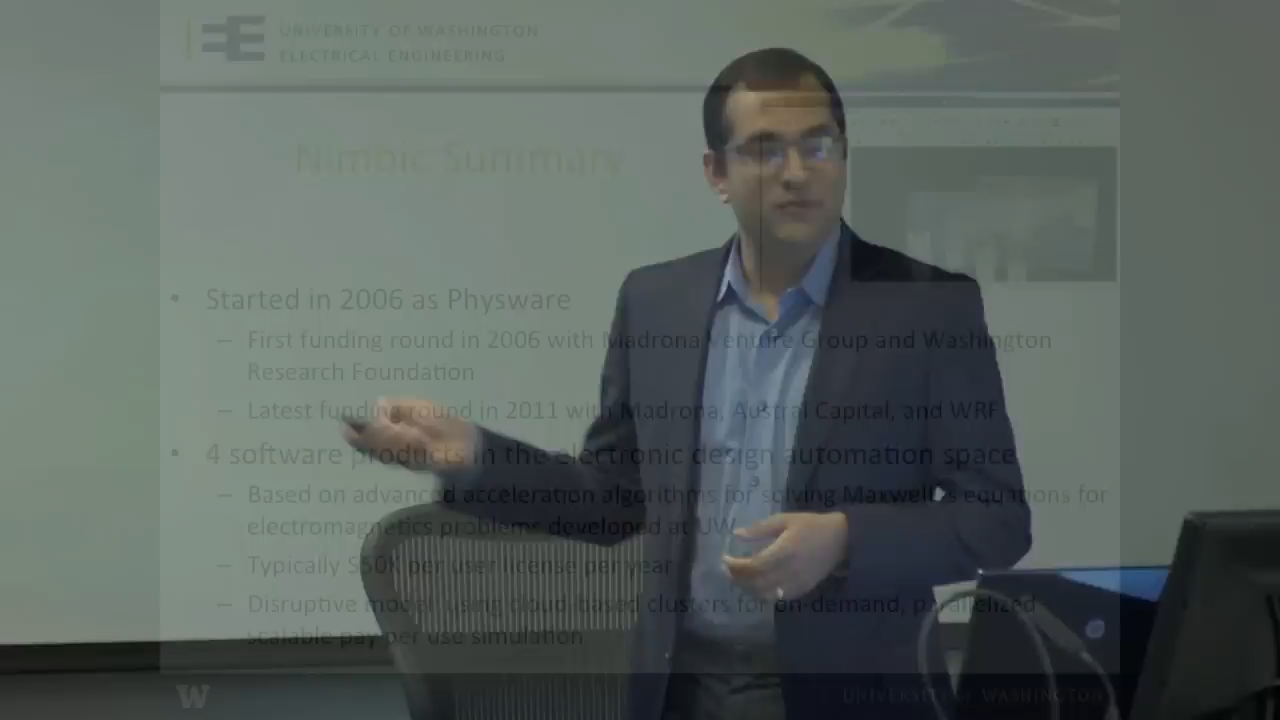 UNIVERSITY OF WASHINGTON
ELECTRICAL ENGINEERING
Nimbic Summary
• Started in 2006 as Physware
– First funding round in 2006 with Madrona Venture Group and Washington
Research Foundation
– Latest funding round in 2011 with Madrona, Austral Capital, and WRF
• 4 software products in the electronic design automation space
– Based on advanced acceleration algorithms for solving Maxwell's equations for
electromagnetics problems developed at UW
– Typically $50K per user license per year
– Disruptive model using cloud-based clusters for on-demand, parallelized
scalable pay per use simulation
W
UNIVERSITY of WASHINGTON